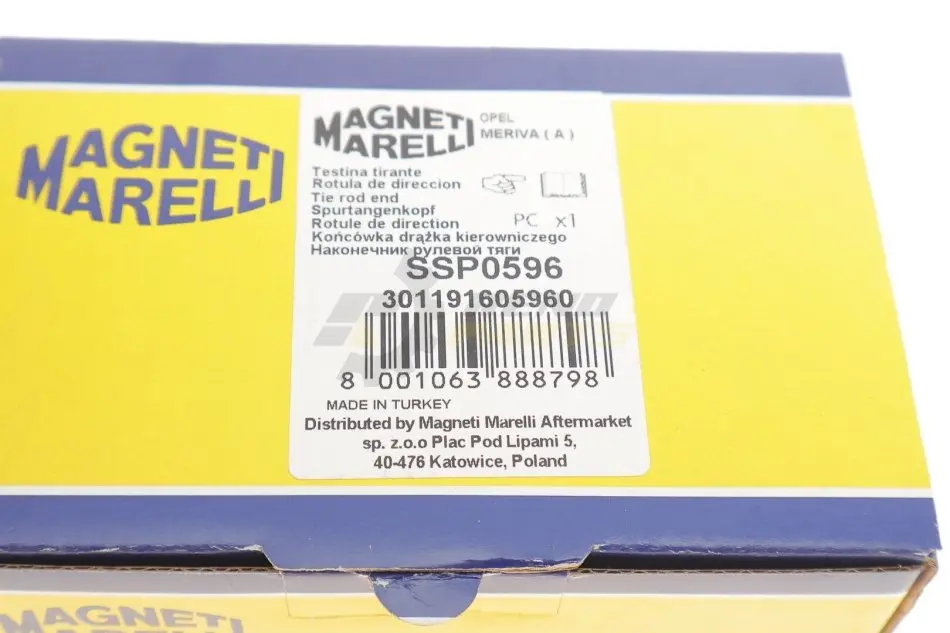 MAGNETI
MARELLI
MAGNETI
MARELLI
OPEL
MERIVA ( A )
Testina tirante
Rotula de direccion
Tie rod end
Spurtangenkopf
Rotule de direction
Końcówka drążka kierowniczego
Наконечник рулевой тяги
PC x1
SSP0596
301191605960
8 001063 888798
MADE IN TURKEY
Distributed by Magneti Marelli Aftermarket
sp. z.o.o Plac Pod Lipami 5,
40-476 Katowice, Poland
MAGNETI
MARELLI